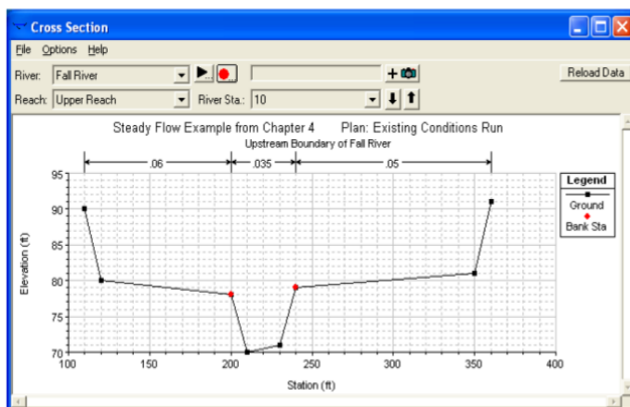 Cross Section
File Options Help
River: Fall River
Reload Data
Reach: Upper Reach River Sta.: 10
Steady Flow Example from Chapter 4 Plan: Existing Conditions Run
Upstream Boundary of Fall River
.06 .035 .05
95
90
85
80
75
70
Elevation (ft)
100 150 200 250 300 350 400
Station (ft)
Legend
Ground
Bank Sta